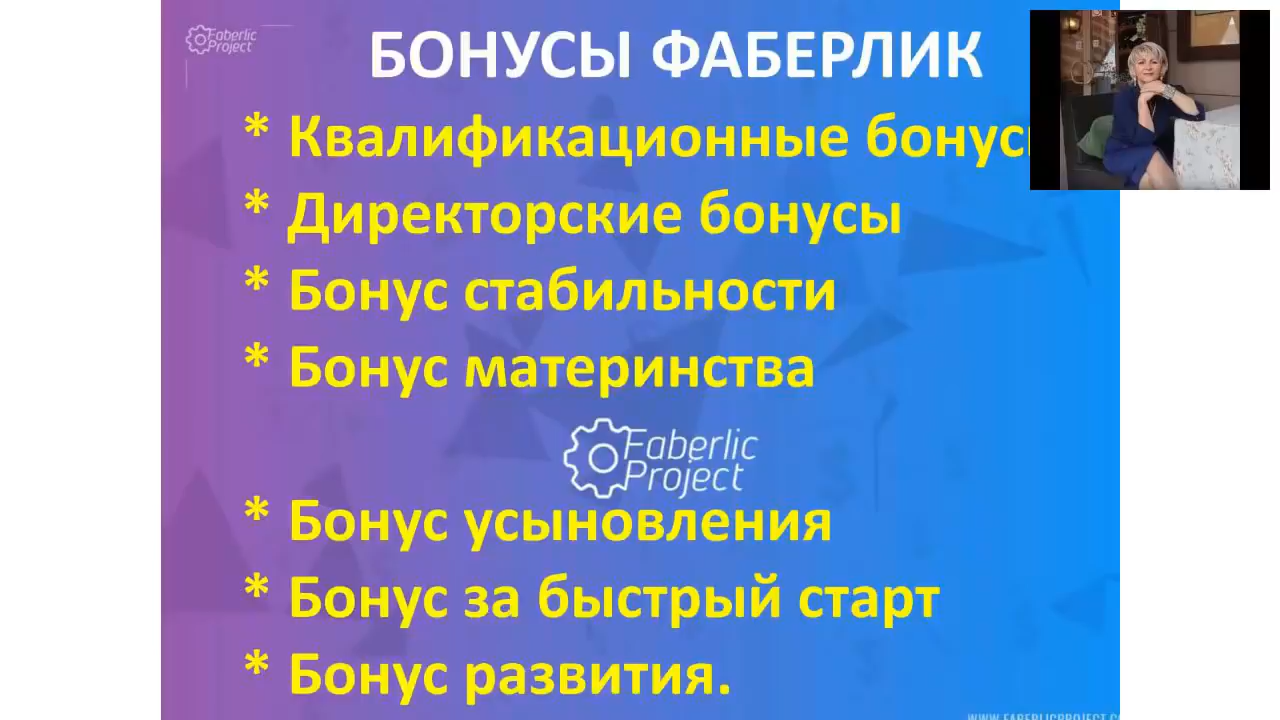 Faberlic
Project
БОНУСЫ ФАБЕРЛИК
* Квалификационные
* Директорские бонусы
* Бонус стабильности
* Бонус материнства
Faberlic
Project
* Бонус усыновления
* Бонус за быстрый старт
* Бонус развития.